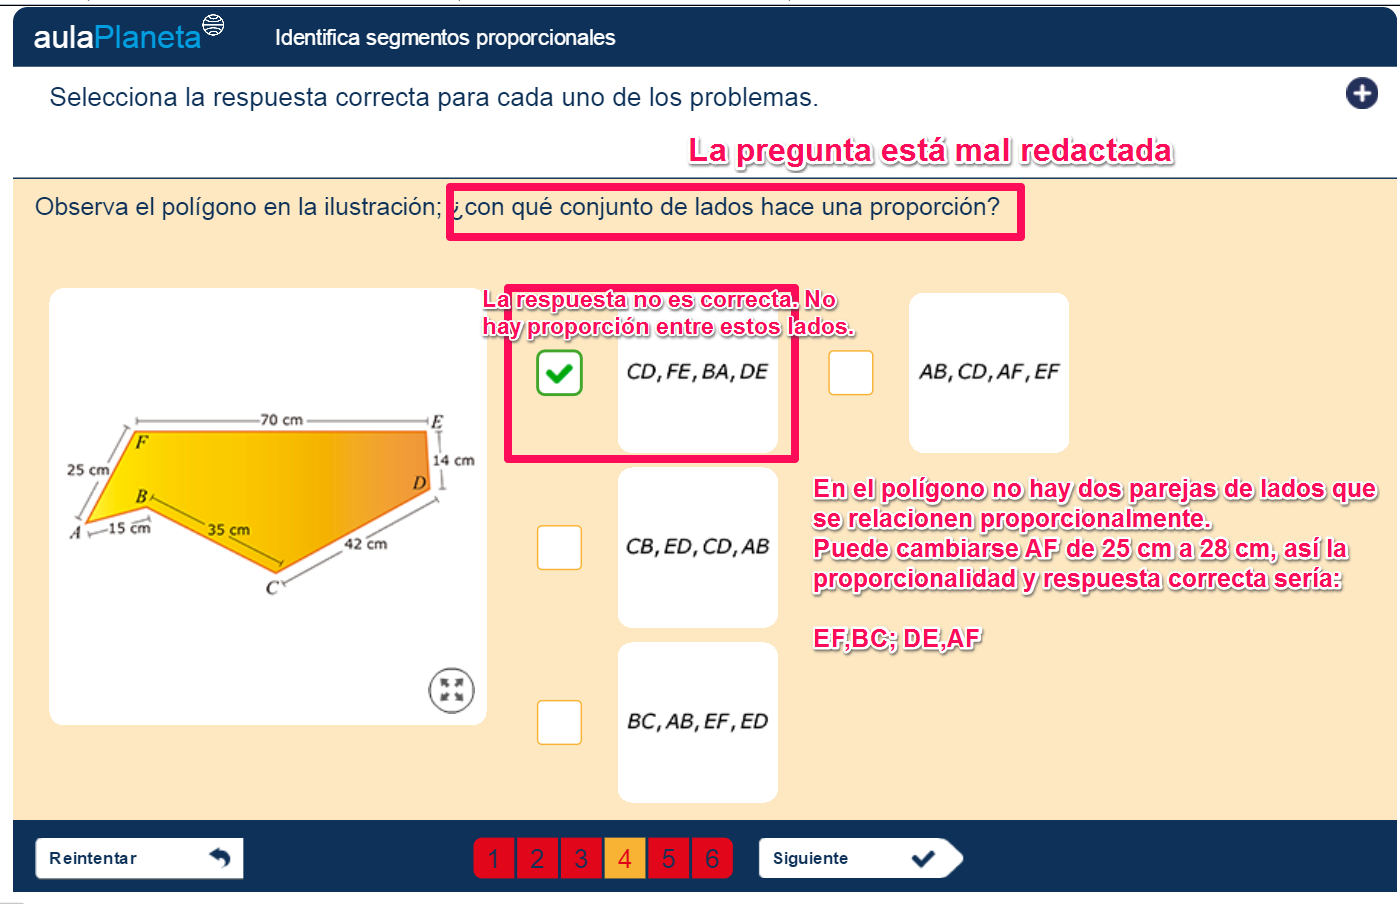 aulaPlaneta
Identifica segmentos proporcionales
Selecciona la respuesta correcta para cada uno de los problemas.
La pregunta está mal redactada
Observa el polígono en la ilustración; ¿con qué conjunto de lados hace una proporción?
La respuesta no es correcta. No
hay proporción entre estos lados.
CD, FE, BA, DE
AB, CD, AF, EF
70 cm
E
F
14 cm
25 cm
D
B
A
15 cm
35 cm
42 cm
C
En el polígono no hay dos parejas de lados que
se relacionen proporcionalmente.
Puede cambiarse AF de 25 cm a 28 cm, así la
proporcionalidad y respuesta correcta sería:
CB, ED, CD, AB
EF,BC; DE,AF
BC, AB, EF, ED
Reintentar
1 2 3 4 5 6
Siguiente